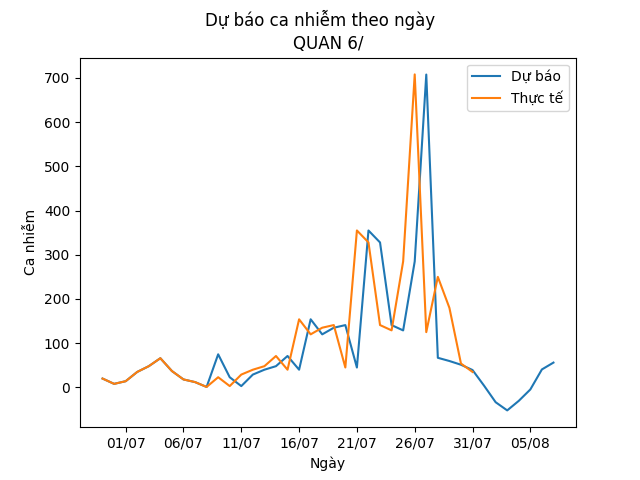 Dự báo ca nhiễm theo ngày
QUAN 6/
Dự báo
Thực tế
Ca nhiễm
700
600
500
400
300
200
100
0
01/07 06/07 11/07 16/07 21/07 26/07 31/07 05/08
Ngày